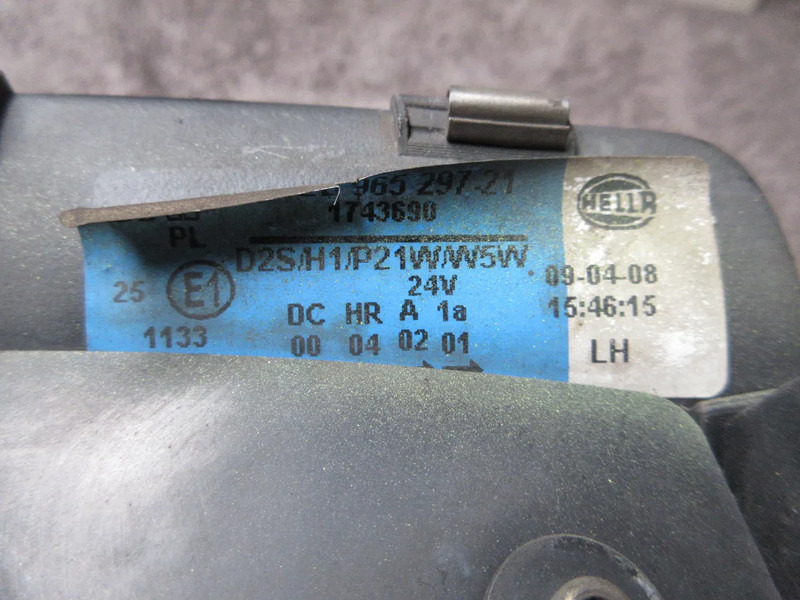 965 297-21
HELLA
1743690
PL
D2S/H1/P21W/W5W
24V
09-04-08
25 E1
15:46:15
DC HR A 1a
1133
00 04 02 01
LH